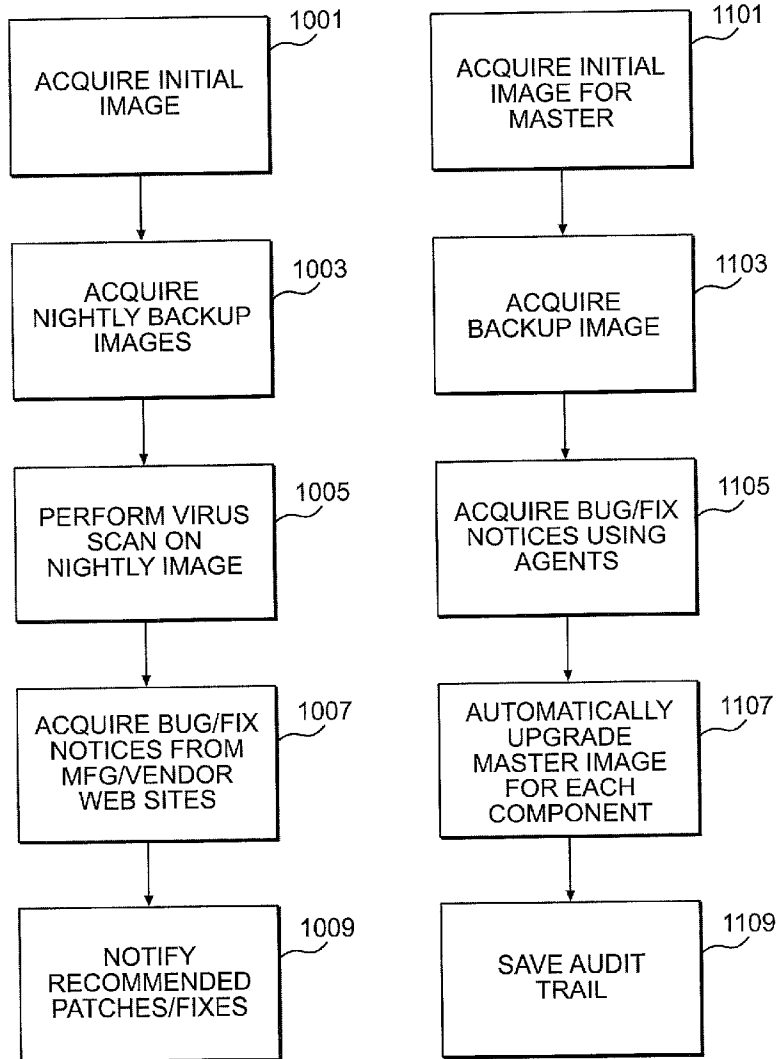 1001
ACQUIRE INITIAL
IMAGE
1003
ACQUIRE
NIGHTLY BACKUP
IMAGES
1005
PERFORM VIRUS
SCAN ON
NIGHTLY IMAGE
1007
ACQUIRE BUG/FIX
NOTICES FROM
MFG/VENDOR
WEB SITES
1009
NOTIFY
RECOMMENDED
PATCHES/FIXES
1101
ACQUIRE INITIAL
IMAGE FOR
MASTER
1103
ACQUIRE
BACKUP IMAGE
1105
ACQUIRE BUG/FIX
NOTICES USING
AGENTS
1107
AUTOMATICALLY
UPGRADE
MASTER IMAGE
FOR EACH
COMPONENT
1109
SAVE AUDIT
TRAIL